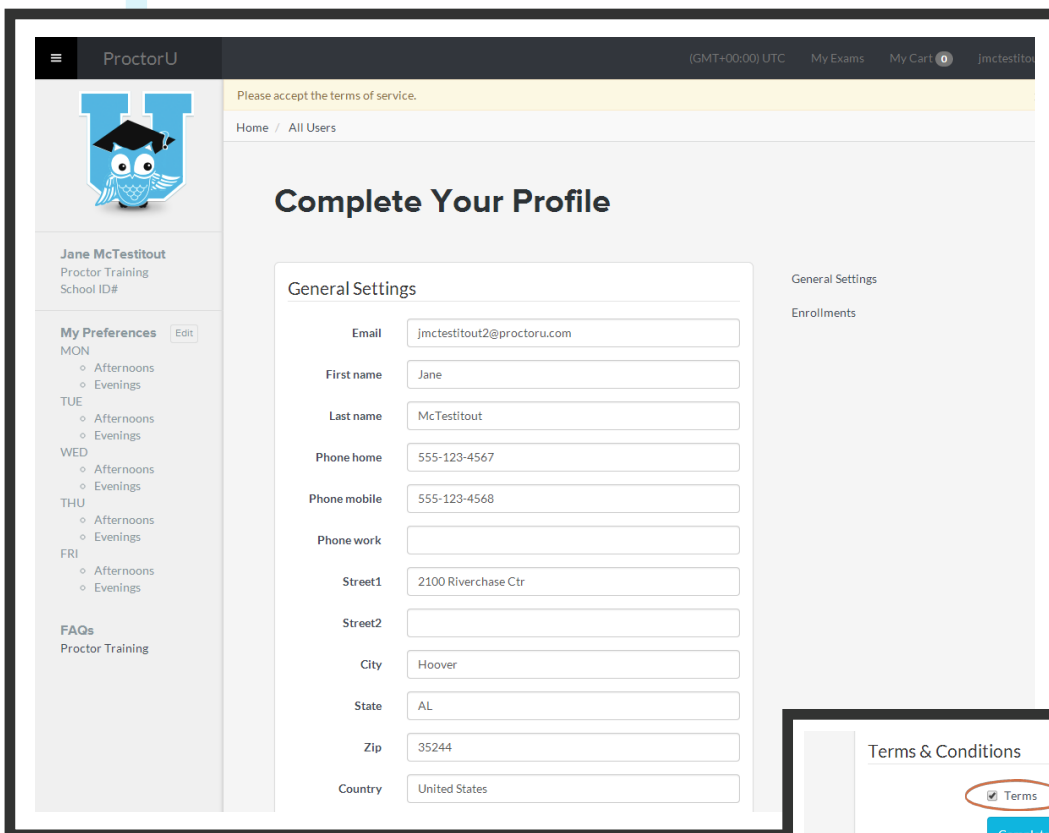 ≡ ProctorU (GMT+00:00) UTC My Exams My Cart 0
Please accept the terms of service.
Home / All Users
Complete Your Profile
Jane McTestitout
Proctor Training
School ID#
My Preferences Edit
MON
Afternoons
Evenings
TUE
Afternoons
Evenings
WED
Afternoons
Evenings
THU
Afternoons
Evenings
FRI
Afternoons
Evenings
FAQs
Proctor Training
General Settings
Email jmctestitout2@proctoru.com
First name Jane
Last name McTestitout
Phone home 555-123-4567
Phone mobile 555-123-4568
Phone work
Street1 2100 Riverchase Ctr
Street2
City Hoover
State AL
Zip 35244
Country United States
General Settings
Enrollments
Terms & Conditions
Terms